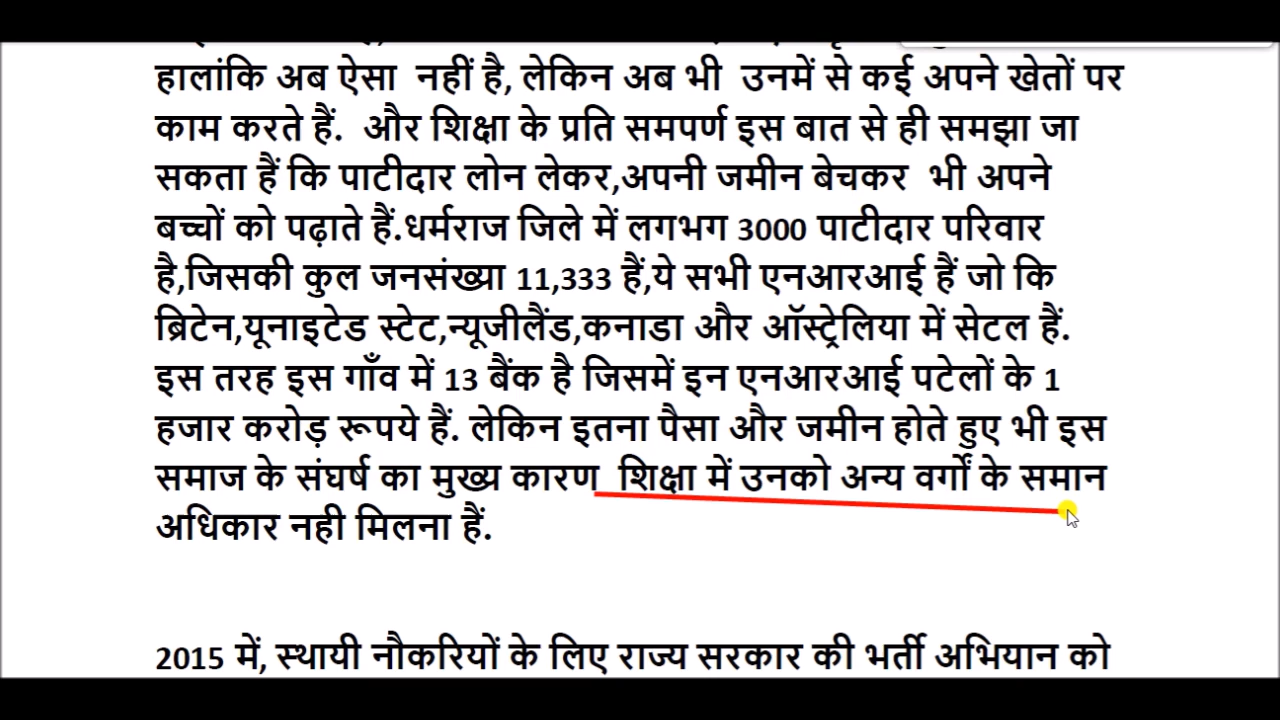 हालांकि अब ऐसा नहीं है, लेकिन अब भी उनमें से कई अपने खेतों पर
काम करते हैं. और शिक्षा के प्रति समपर्ण इस बात से ही समझा जा
सकता हैं कि पाटीदार लोन लेकर,अपनी जमीन बेचकर भी अपने
बच्चों को पढ़ाते हैं.धर्मराज जिले में लगभग 3000 पाटीदार परिवार
है,जिसकी कुल जनसंख्या 11,333 हैं,ये सभी एनआरआई हैं जो कि
ब्रिटेन,यूनाइटेड स्टेट,न्यूजीलैंड,कनाडा और ऑस्ट्रेलिया में सेटल हैं.
इस तरह इस गाँव में 13 बैंक है जिसमें इन एनआरआई पटेलों के 1
हजार करोड़ रूपये हैं. लेकिन इतना पैसा और जमीन होते हुए भी इस
समाज के संघर्ष का मुख्य कारण शिक्षा में उनको अन्य वर्गों के समान
अधिकार नही मिलना हैं.
2015 में, स्थायी नौकरियों के लिए राज्य सरकार की भर्ती अभियान को